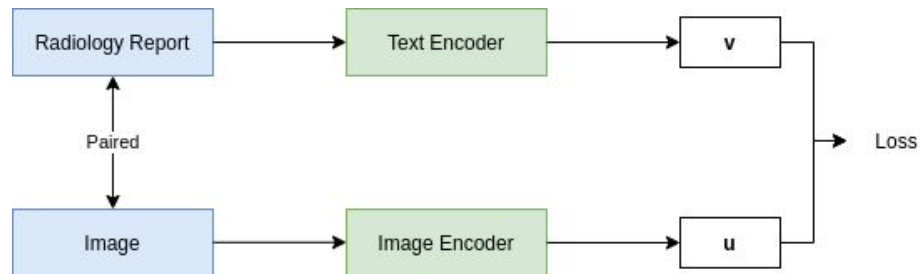 Radiology Report
Text Encoder
v
Paired
Loss
Image
Image Encoder
u